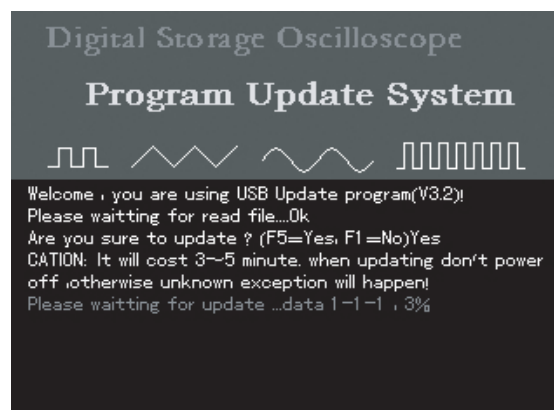 Digital Storage Oscilloscope
Program Update System
Welcome , you are using USB Update program(V3.2)!
Please waitting for read file....Ok
Are you sure to update ? (F5=Yes, F1=No)Yes
CATION: It will cost 3~5 minute. when updating don't power
off ,otherwise unknown exception will happen!
Please waitting for update ...data 1-1-1 , 3%